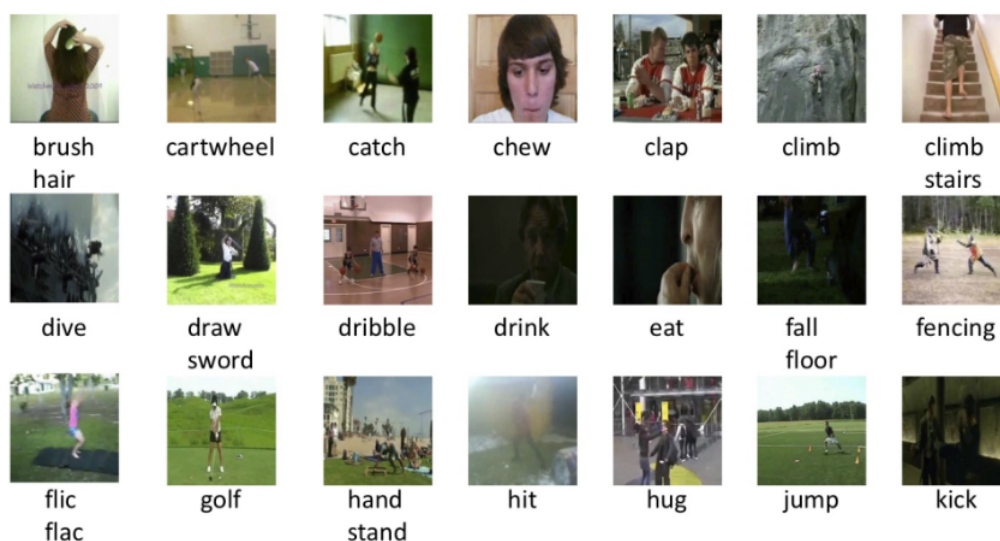 brush
hair
cartwheel
catch
chew
clap
climb
climb
stairs
dive
draw
sword
dribble
drink
eat
fall
floor
fencing
flic
flac
golf
hand
stand
hit
hug
jump
kick